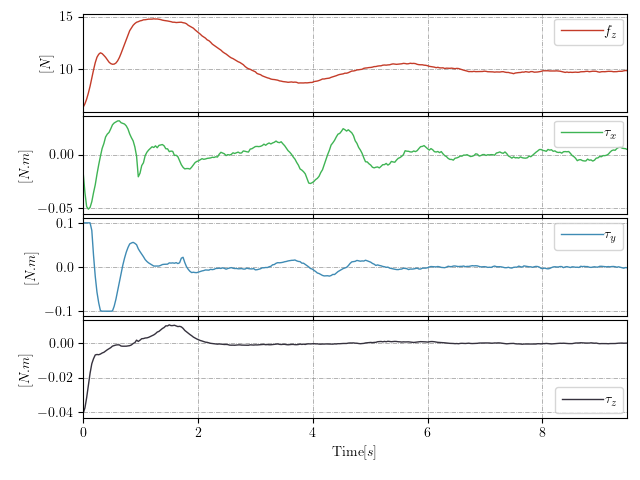 15
10
[N]
f_z
0.00
−0.05
[N.m]
τ_x
0.1
0.0
−0.1
[N.m]
τ_y
0.00
−0.02
−0.04
[N.m]
τ_z
0 2 4 6 8
Time[s]